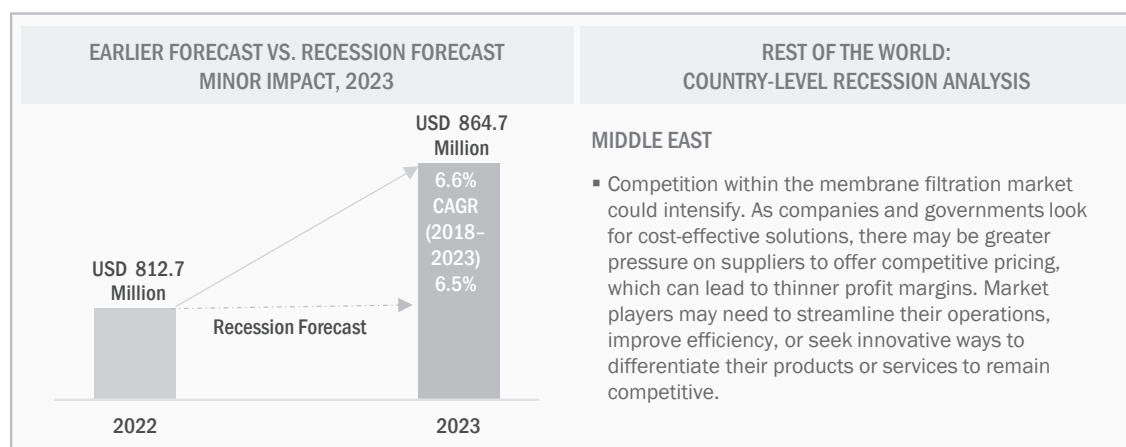 EARLIER FORECAST VS. RECESSION FORECAST
MINOR IMPACT, 2023
USD 864.7
Million
6.6%
CAGR
(2018–
2023)
6.5%
USD 812.7
Million
Recession Forecast
2022
2023
REST OF THE WORLD:
COUNTRY-LEVEL RECESSION ANALYSIS
MIDDLE EAST
▪ Competition within the membrane filtration market
could intensify. As companies and governments look
for cost-effective solutions, there may be greater
pressure on suppliers to offer competitive pricing,
which can lead to thinner profit margins. Market
players may need to streamline their operations,
improve efficiency, or seek innovative ways to
differentiate their products or services to remain
competitive.